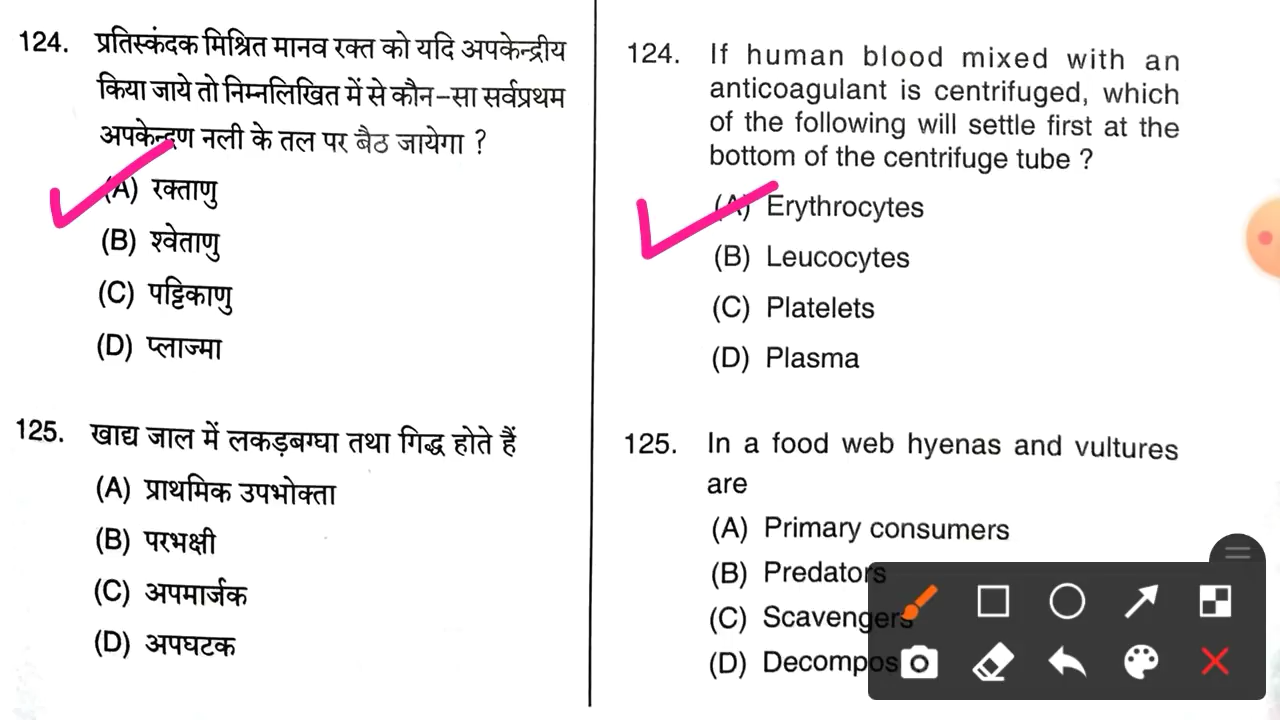 124. प्रतिस्कंदक मिश्रित मानव रक्त को यदि अपकेन्द्रीय
किया जाये तो निम्नलिखित में से कौन-सा सर्वप्रथम
अपकेन्द्रण नली के तल पर बैठ जायेगा ?
(A) रक्ताणु
(B) श्वेताणु
(C) पट्टिकाणु
(D) प्लाज्मा
125. खाद्य जाल में लकड़बग्घा तथा गिद्ध होते हैं
(A) प्राथमिक उपभोक्ता
(B) परभक्षी
(C) अपमार्जक
(D) अपघटक
124. If human blood mixed with an
anticoagulant is centrifuged, which
of the following will settle first at the
bottom of the centrifuge tube ?
(A) Erythrocytes
(B) Leucocytes
(C) Platelets
(D) Plasma
125. In a food web hyenas and vultures
are
(A) Primary consumers
(B) Predators
(C) Scavengers
(D) Decompos